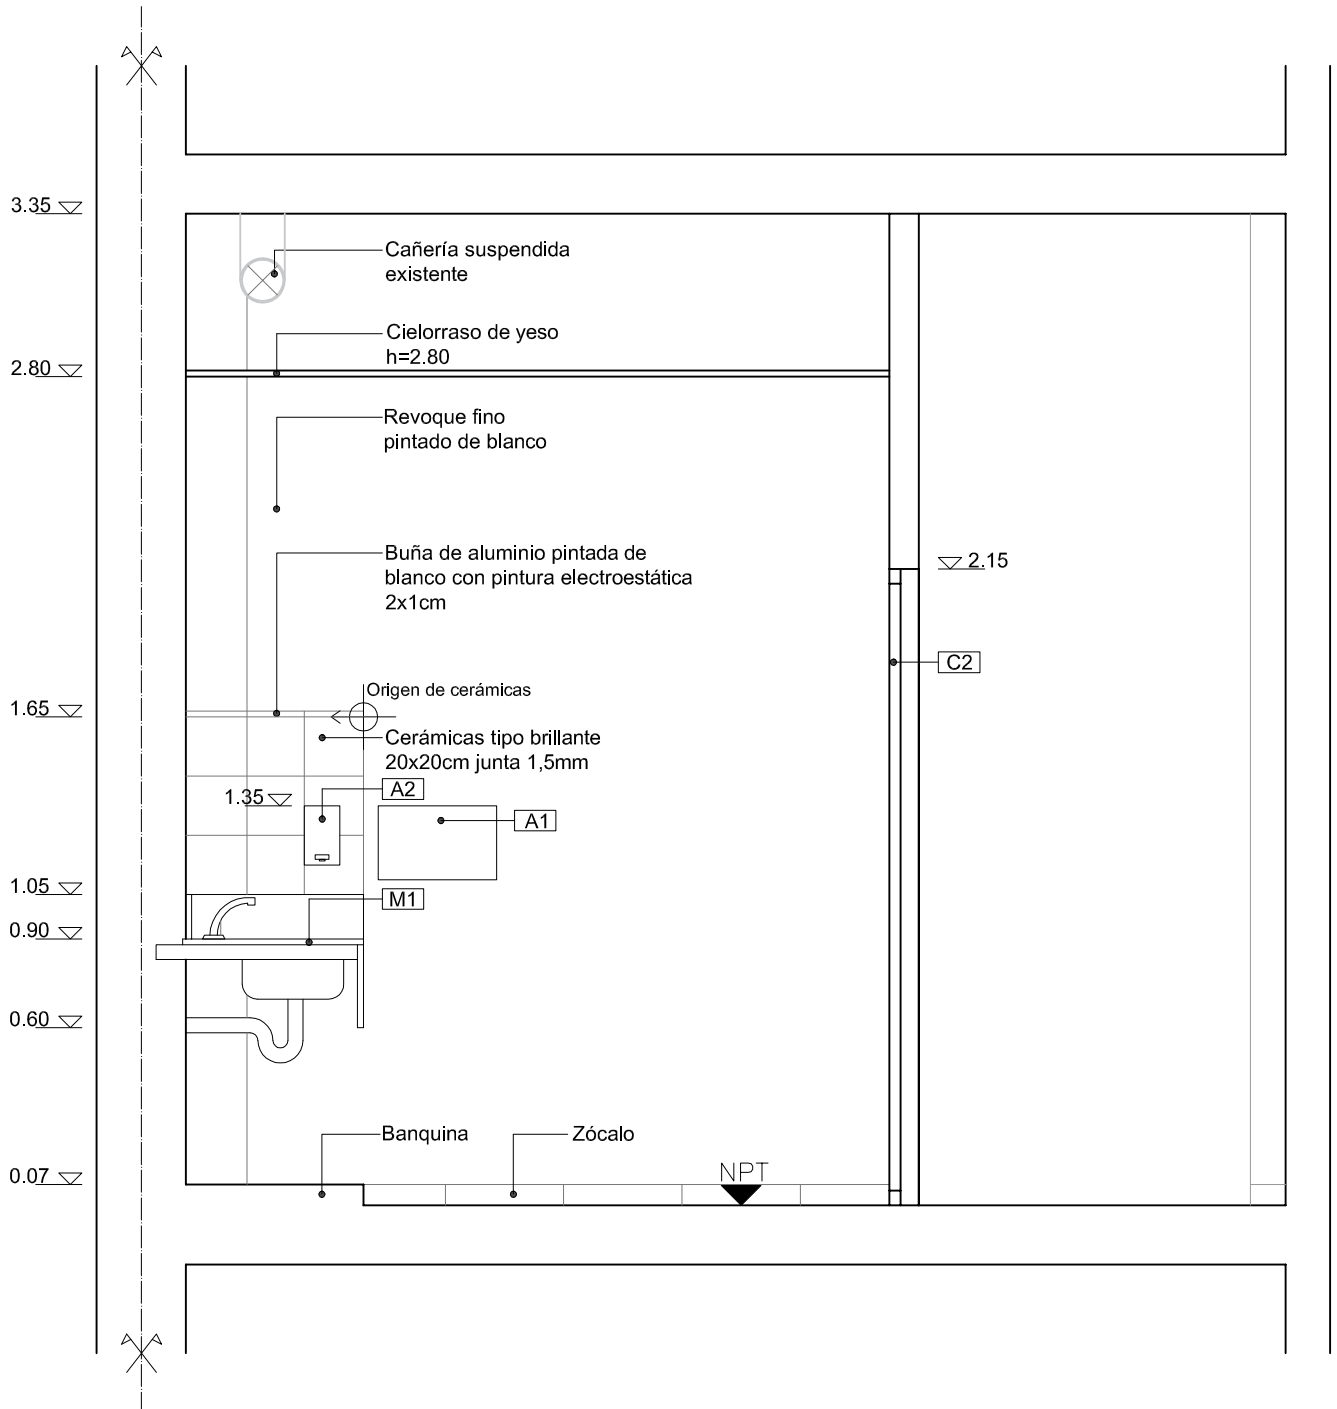 3.35
Cañería suspendida
existente
Cielorraso de yeso
h=2.80
2.80
Revoque fino
pintado de blanco
Buña de aluminio pintada de
blanco con pintura electroestática
2x1cm
2.15
C2
Origen de cerámicas
1.65
Cerámicas tipo brillante
20x20cm junta 1,5mm
1.35
A2
A1
1.05
M1
0.90
0.60
Banquina
Zócalo
0.07
NPT